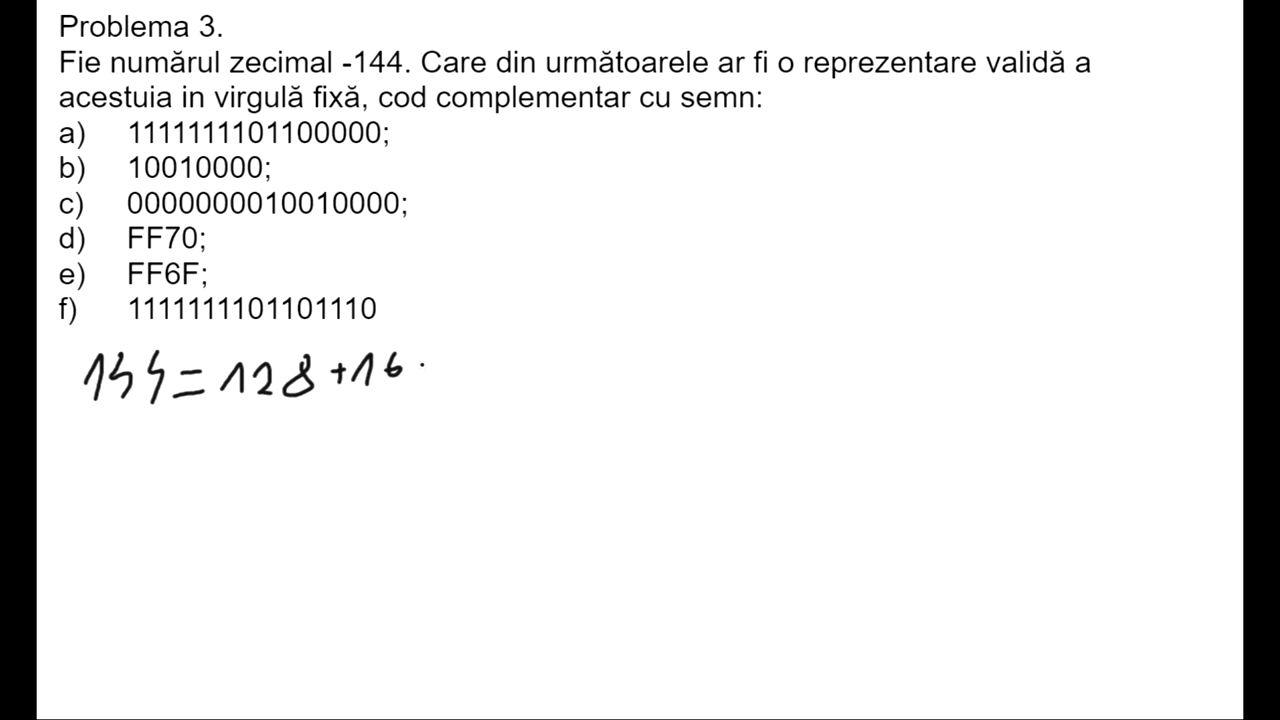 Problema 3.
Fie numărul zecimal -144. Care din următoarele ar fi o reprezentare validă a
acestuia in virgulă fixă, cod complementar cu semn:
a) 1111111101100000;
b) 10010000;
c) 0000000010010000;
d) FF70;
e) FF6F;
f) 1111111101101110
144=128+16